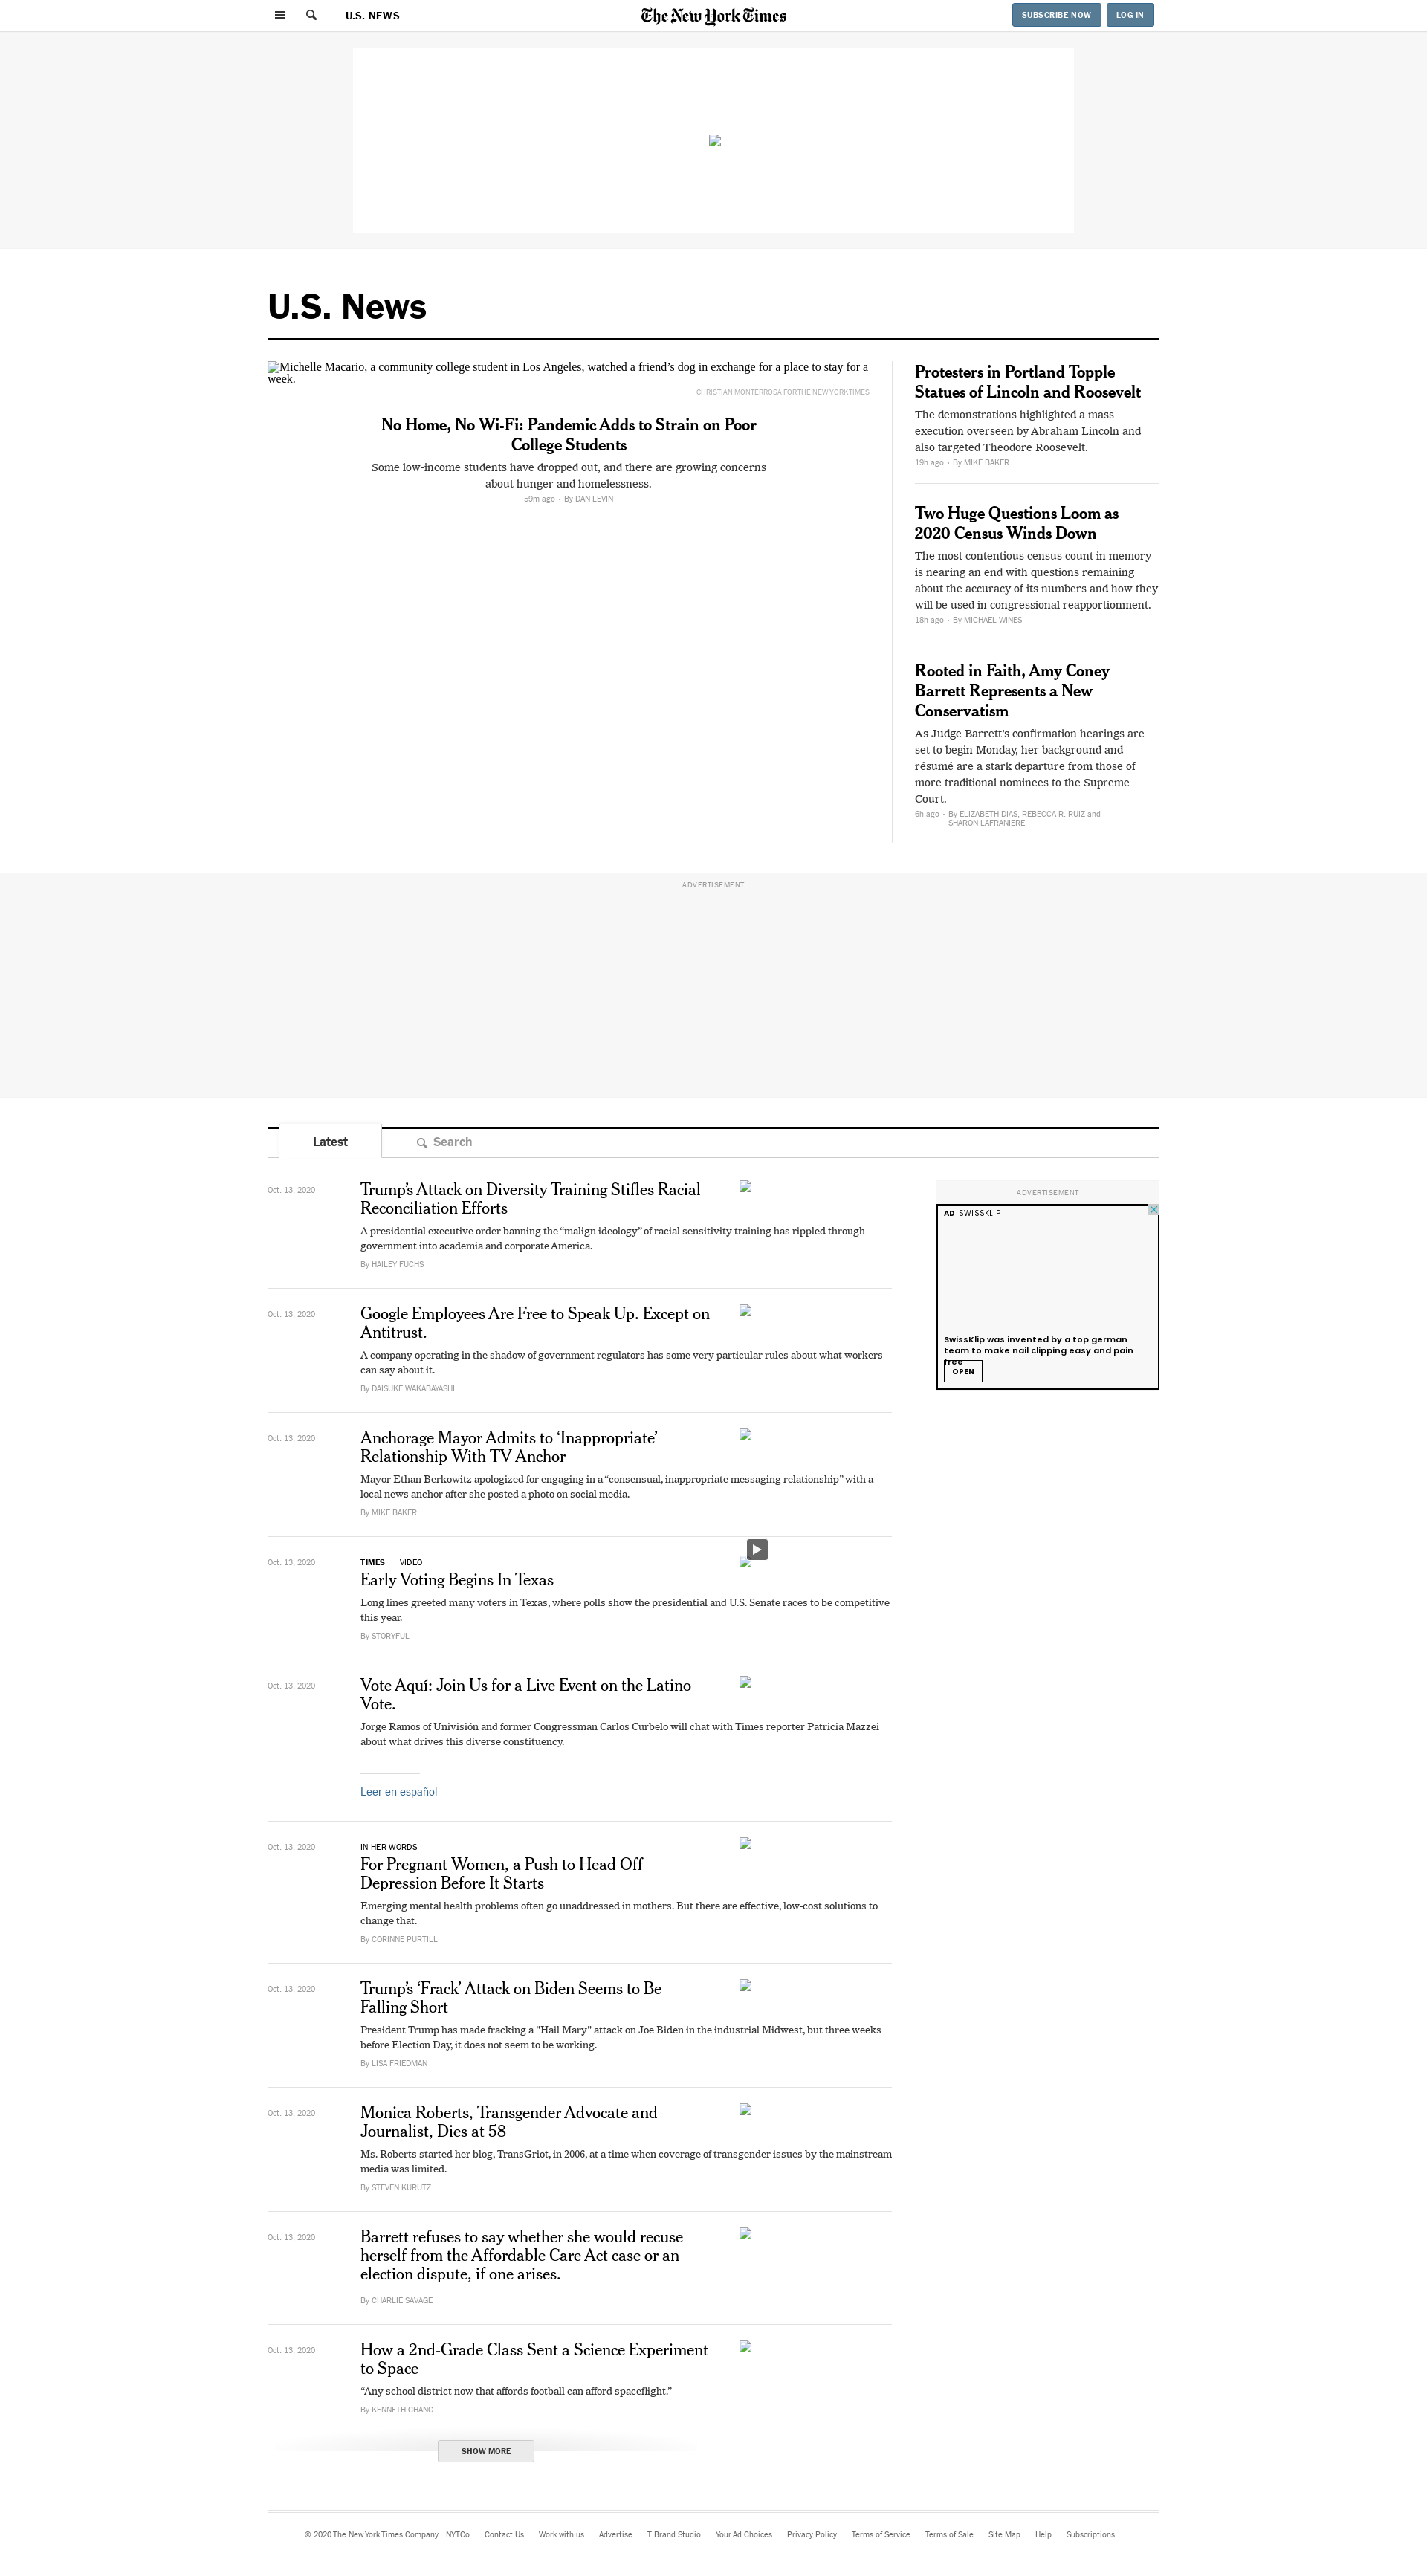 U.S. NEWS
The New York Times
SUBSCRIBE NOW
LOG IN
U.S. News
Michelle Macario, a community college student in Los Angeles, watched a friend’s dog in exchange for a place to stay for a
week.
CHRISTIAN MONTERROSA FOR THE NEW YORK TIMES
No Home, No Wi-Fi: Pandemic Adds to Strain on Poor
College Students
Some low-income students have dropped out, and there are growing concerns
about hunger and homelessness.
59m ago • By DAN LEVIN
Protesters in Portland Topple
Statues of Lincoln and Roosevelt
The demonstrations highlighted a mass
execution overseen by Abraham Lincoln and
also targeted Theodore Roosevelt.
19h ago • By MIKE BAKER
Two Huge Questions Loom as
2020 Census Winds Down
The most contentious census count in memory
is nearing an end with questions remaining
about the accuracy of its numbers and how they
will be used in congressional reapportionment.
18h ago • By MICHAEL WINES
Rooted in Faith, Amy Coney
Barrett Represents a New
Conservatism
As Judge Barrett’s confirmation hearings are
set to begin Monday, her background and
résumé are a stark departure from those of
more traditional nominees to the Supreme
Court.
6h ago • By ELIZABETH DIAS, REBECCA R. RUIZ and
SHARON LAFRANIERE
ADVERTISEMENT
Latest
Search
Oct. 13, 2020
Trump’s Attack on Diversity Training Stifles Racial
Reconciliation Efforts
A presidential executive order banning the “malign ideology” of racial sensitivity training has rippled through
government into academia and corporate America.
By HAILEY FUCHS
ADVERTISEMENT
AD SWISSKLIP
SwissKlip was invented by a top german
team to make nail clipping easy and pain
free
OPEN
Oct. 13, 2020
Google Employees Are Free to Speak Up. Except on
Antitrust.
A company operating in the shadow of government regulators has some very particular rules about what workers
can say about it.
By DAISUKE WAKABAYASHI
Oct. 13, 2020
Anchorage Mayor Admits to ‘Inappropriate’
Relationship With TV Anchor
Mayor Ethan Berkowitz apologized for engaging in a “consensual, inappropriate messaging relationship” with a
local news anchor after she posted a photo on social media.
By MIKE BAKER
Oct. 13, 2020
TIMES | VIDEO
Early Voting Begins In Texas
Long lines greeted many voters in Texas, where polls show the presidential and U.S. Senate races to be competitive
this year.
By STORYFUL
Oct. 13, 2020
Vote Aquí: Join Us for a Live Event on the Latino
Vote.
Jorge Ramos of Univisión and former Congressman Carlos Curbelo will chat with Times reporter Patricia Mazzei
about what drives this diverse constituency.
Leer en español
Oct. 13, 2020
IN HER WORDS
For Pregnant Women, a Push to Head Off
Depression Before It Starts
Emerging mental health problems often go unaddressed in mothers. But there are effective, low-cost solutions to
change that.
By CORINNE PURTILL
Oct. 13, 2020
Trump’s ‘Frack’ Attack on Biden Seems to Be
Falling Short
President Trump has made fracking a "Hail Mary" attack on Joe Biden in the industrial Midwest, but three weeks
before Election Day, it does not seem to be working.
By LISA FRIEDMAN
Oct. 13, 2020
Monica Roberts, Transgender Advocate and
Journalist, Dies at 58
Ms. Roberts started her blog, TransGriot, in 2006, at a time when coverage of transgender issues by the mainstream
media was limited.
By STEVEN KURUTZ
Oct. 13, 2020
Barrett refuses to say whether she would recuse
herself from the Affordable Care Act case or an
election dispute, if one arises.
By CHARLIE SAVAGE
Oct. 13, 2020
How a 2nd-Grade Class Sent a Science Experiment
to Space
“Any school district now that affords football can afford spaceflight.”
By KENNETH CHANG
SHOW MORE
© 2020 The New York Times Company NYTCo Contact Us Work with us Advertise T Brand Studio Your Ad Choices Privacy Policy Terms of Service Terms of Sale Site Map Help Subscriptions